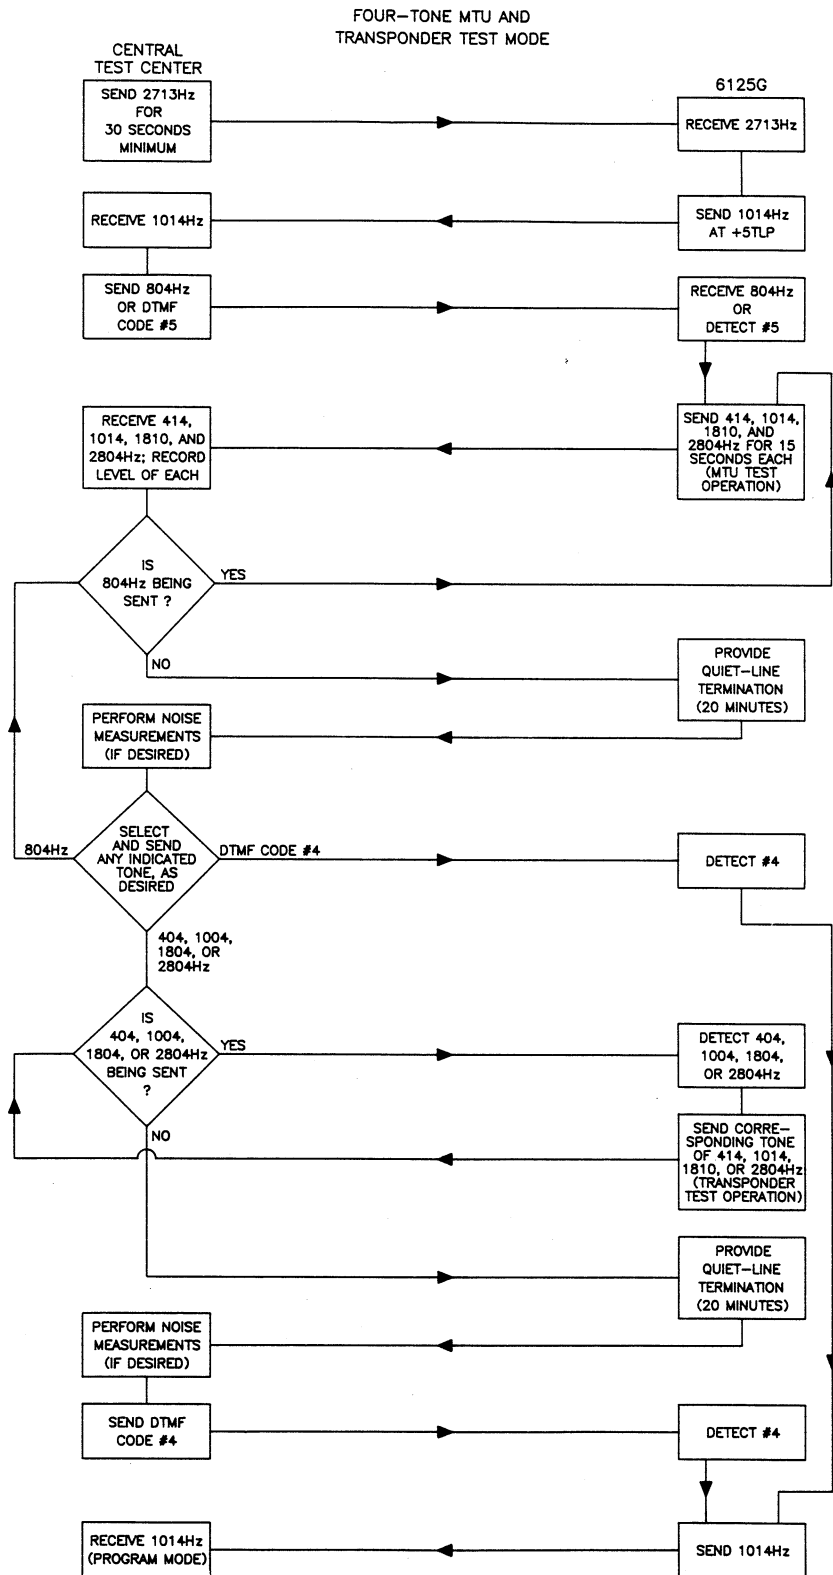 FOUR-TONE MTU AND
TRANSPONDER TEST MODE
CENTRAL
TEST CENTER
6125G
SEND 2713Hz
FOR
30 SECONDS
MINIMUM
RECEIVE 2713Hz
RECEIVE 1014Hz
SEND 1014Hz
AT +5TLP
SEND 804Hz
OR DTMF
CODE #5
RECEIVE 804Hz
OR
DETECT #5
RECEIVE 414,
1014, 1810, AND
2804Hz; RECORD
LEVEL OF EACH
SEND 414, 1014,
1810, AND
2804Hz FOR 15
SECONDS EACH
(MTU TEST
OPERATION)
IS
804Hz BEING
SENT ?
YES
NO
PROVIDE
QUIET-LINE
TERMINATION
(20 MINUTES)
PERFORM NOISE
MEASUREMENTS
(IF DESIRED)
804Hz
SELECT
AND SEND
ANY INDICATED
TONE, AS
DESIRED
DTMF CODE #4
DETECT #4
404, 1004,
1804, OR
2804Hz
IS
404, 1004,
1804, OR 2804Hz
BEING SENT
?
YES
DETECT 404,
1004, 1804,
OR 2804Hz
NO
SEND CORRE-
SPONDING TONE
OF 414, 1014,
1810, OR 2804Hz
(TRANSPONDER
TEST OPERATION)
PROVIDE
QUIET-LINE
TERMINATION
(20 MINUTES)
PERFORM NOISE
MEASUREMENTS
(IF DESIRED)
SEND DTMF
CODE #4
DETECT #4
RECEIVE 1014Hz
(PROGRAM MODE)
SEND 1014Hz